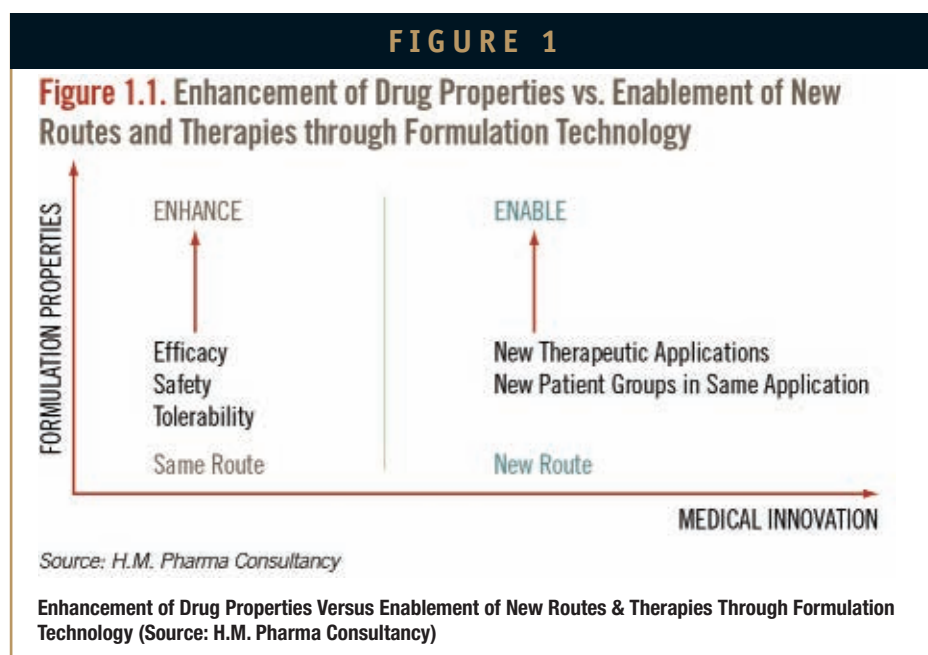 FIGURE 1
Figure 1.1. Enhancement of Drug Properties vs. Enablement of New
Routes and Therapies through Formulation Technology
FORMULATION PROPERTIES
ENHANCE
ENABLE
Efficacy
Safety
Tolerability
New Therapeutic Applications
New Patient Groups in Same Application
Same Route
New Route
MEDICAL INNOVATION
Source: H.M. Pharma Consultancy
Enhancement of Drug Properties Versus Enablement of New Routes & Therapies Through Formulation
Technology (Source: H.M. Pharma Consultancy)